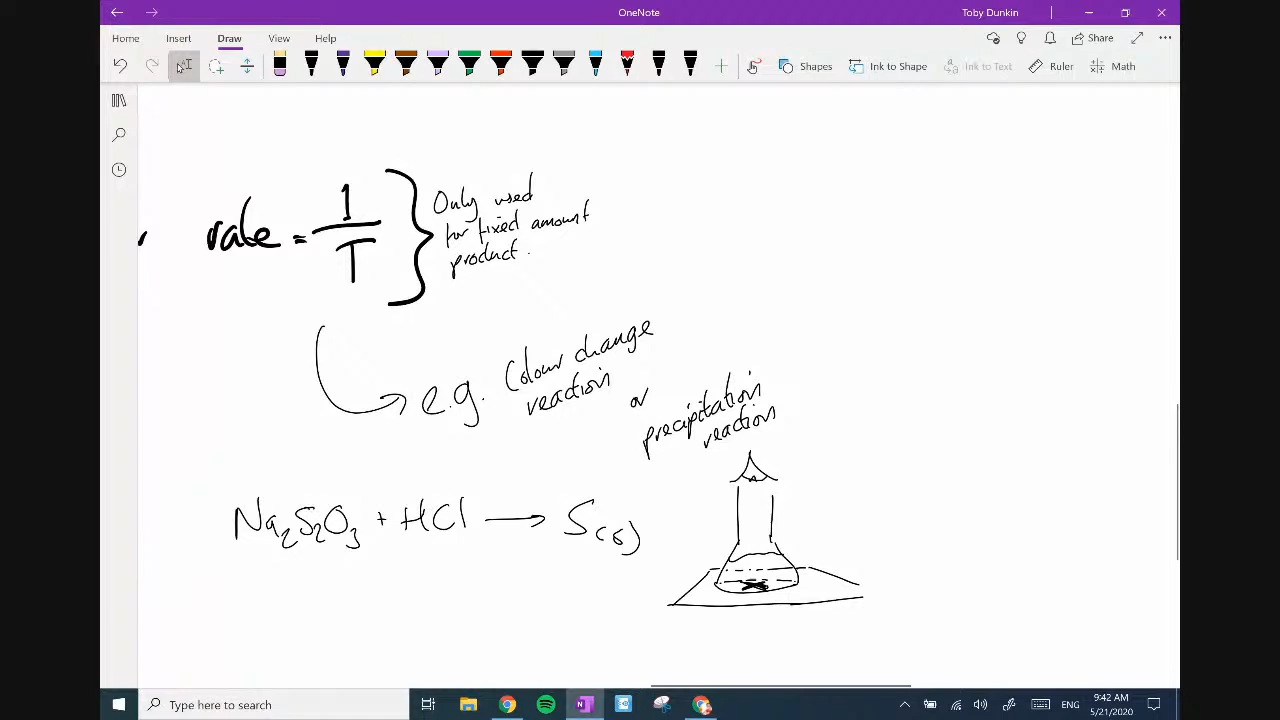 OneNote
Toby Dunkin
Home Insert Draw View Help
Share
Shapes Ink to Shape Ink to Text Ruler Math
rate = 1/T
Only used
for fixed amount
product.
e.g. Colour change
reaction or
precipitation
reaction
Na₂S₂O₃ + HCl → S(s)
Type here to search
ENG
9:42 AM
5/21/2020